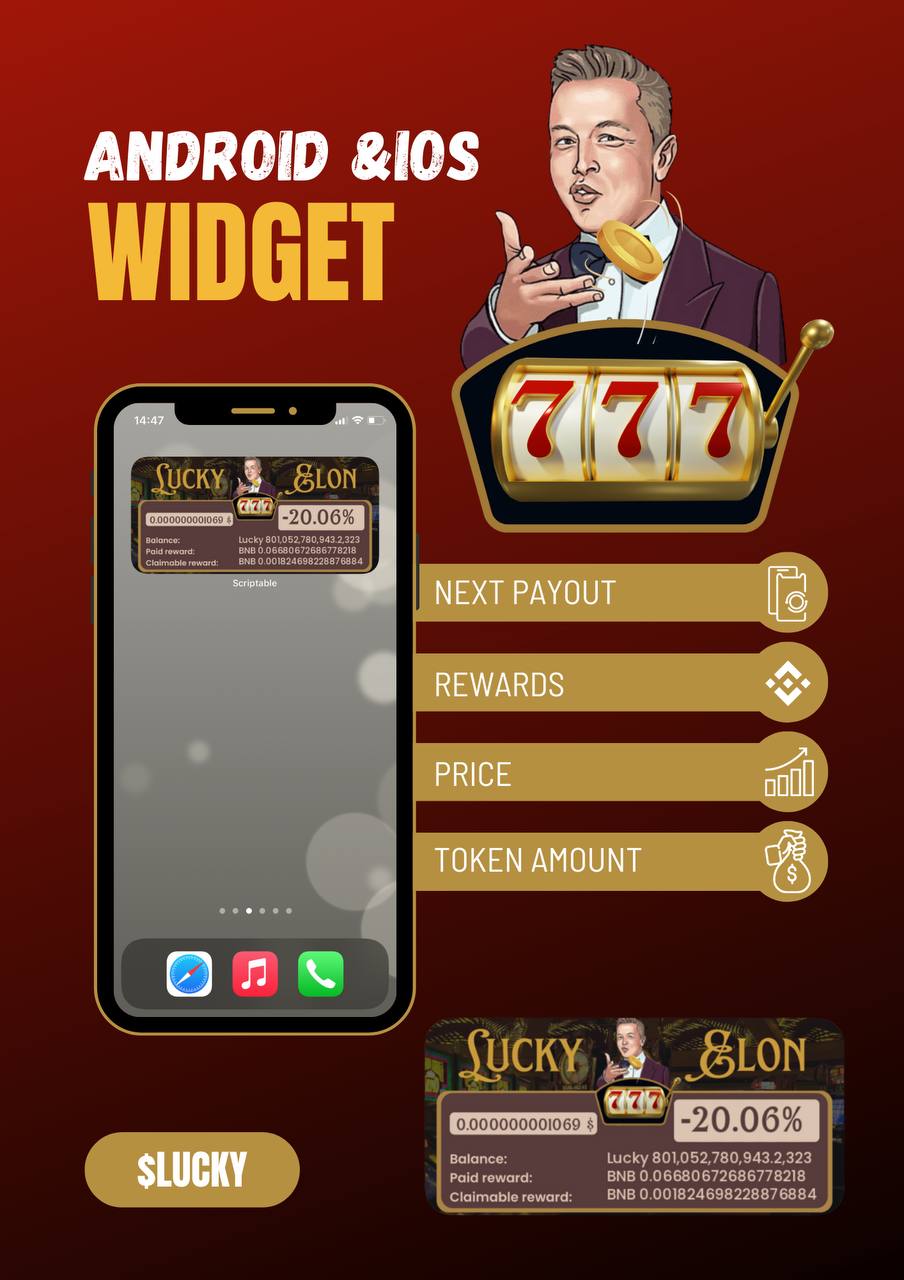 ANDROID &IOS
WIDGET
777
14:47
LUCKY ELON
777
0.000000001069 $
-20.06%
Balance: Lucky 801,052,780,943.2,323
Paid reward: BNB 0.06680672686778218
Claimable reward: BNB 0.001824698228876884
Scriptable
NEXT PAYOUT
REWARDS
PRICE
TOKEN AMOUNT
$
LUCKY ELON
777
0.000000001069 $
-20.06%
Balance: Lucky 801,052,780,943.2,323
Paid reward: BNB 0.06680672686778218
Claimable reward: BNB 0.001824698228876884
$LUCKY